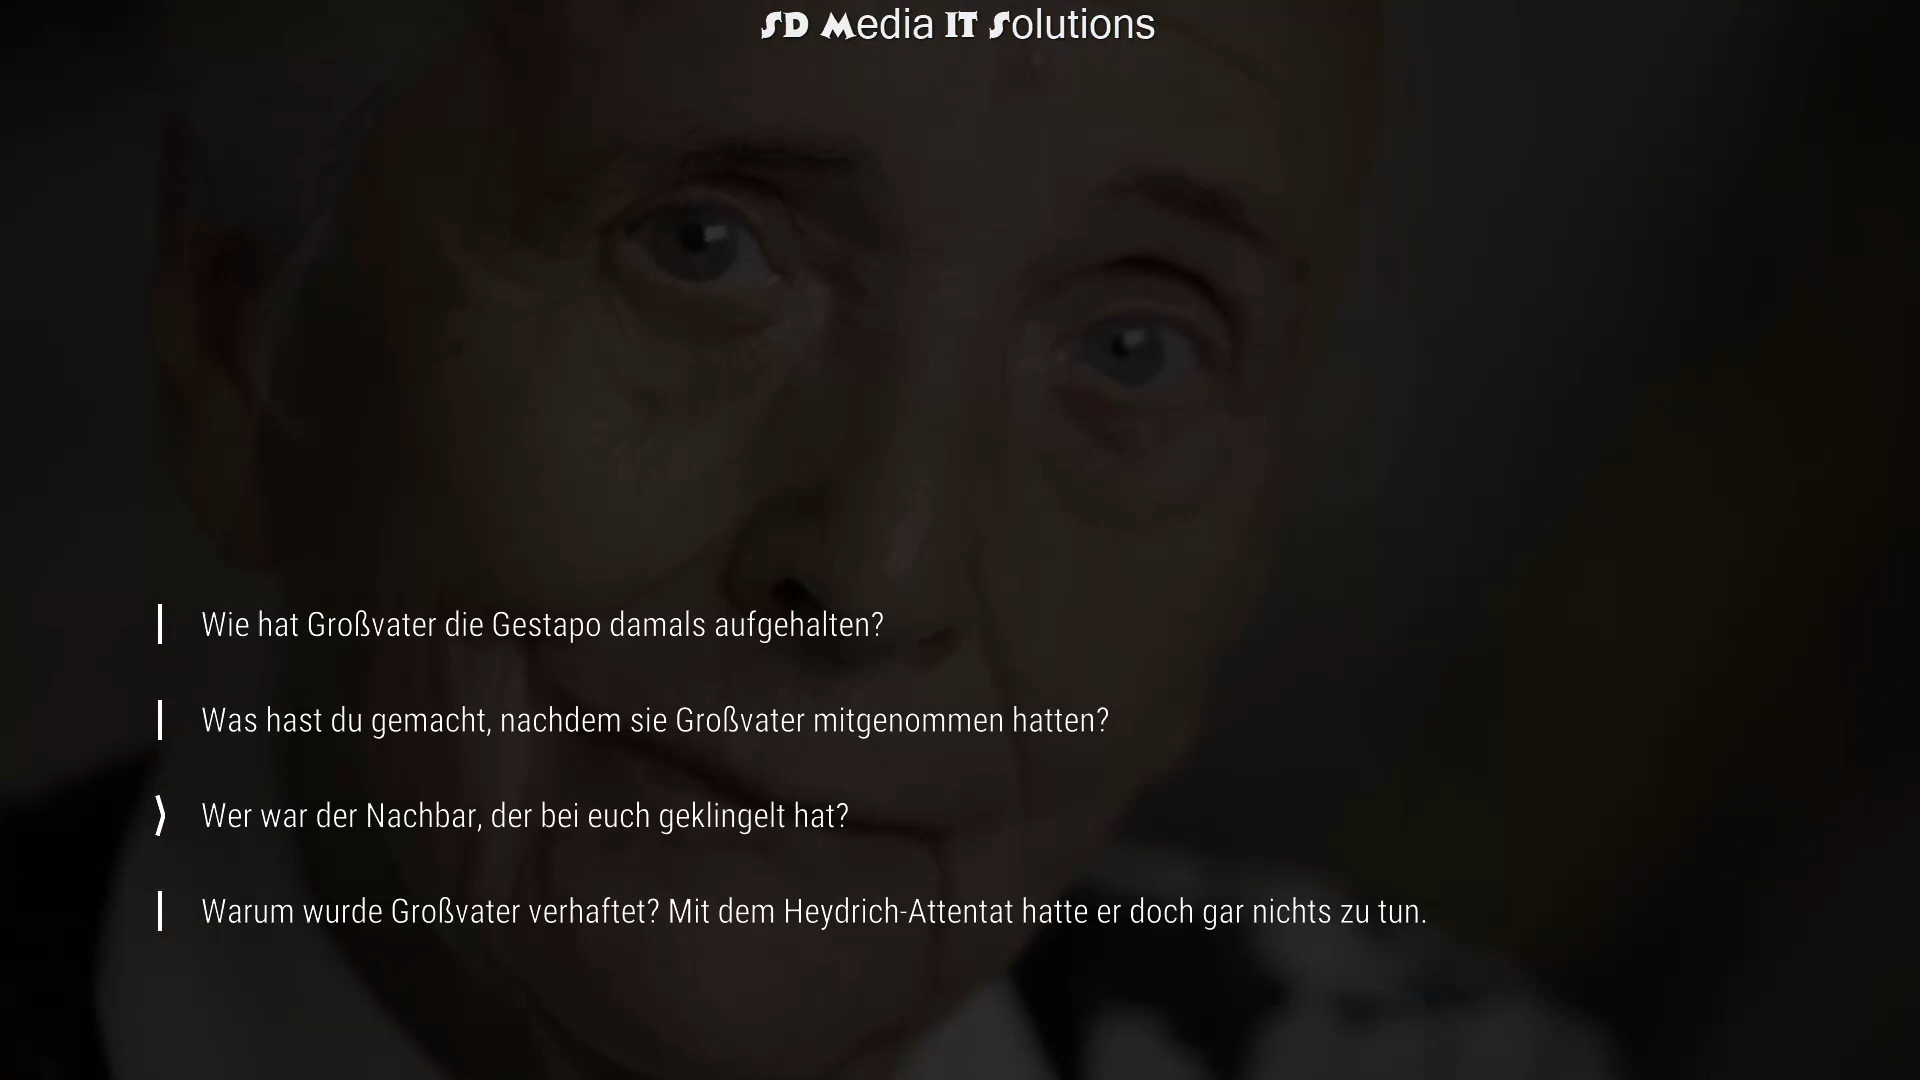 SD Media IT Solutions
Wie hat Großvater die Gestapo damals aufgehalten?
Was hast du gemacht, nachdem sie Großvater mitgenommen hatten?
Wer war der Nachbar, der bei euch geklingelt hat?
Warum wurde Großvater verhaftet? Mit dem Heydrich-Attentat hatte er doch gar nichts zu tun.